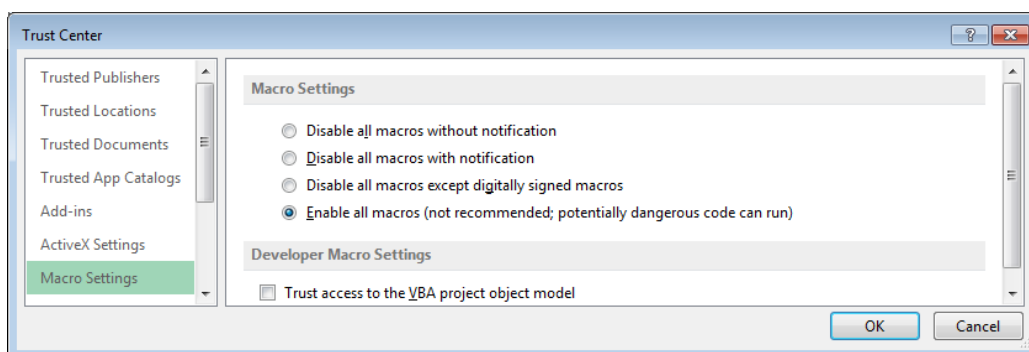 Trust Center
Trusted Publishers
Trusted Locations
Trusted Documents
Trusted App Catalogs
Add-ins
ActiveX Settings
Macro Settings
Macro Settings
Disable all macros without notification
Disable all macros with notification
Disable all macros except digitally signed macros
Enable all macros (not recommended; potentially dangerous code can run)
Developer Macro Settings
Trust access to the VBA project object model
OK
Cancel